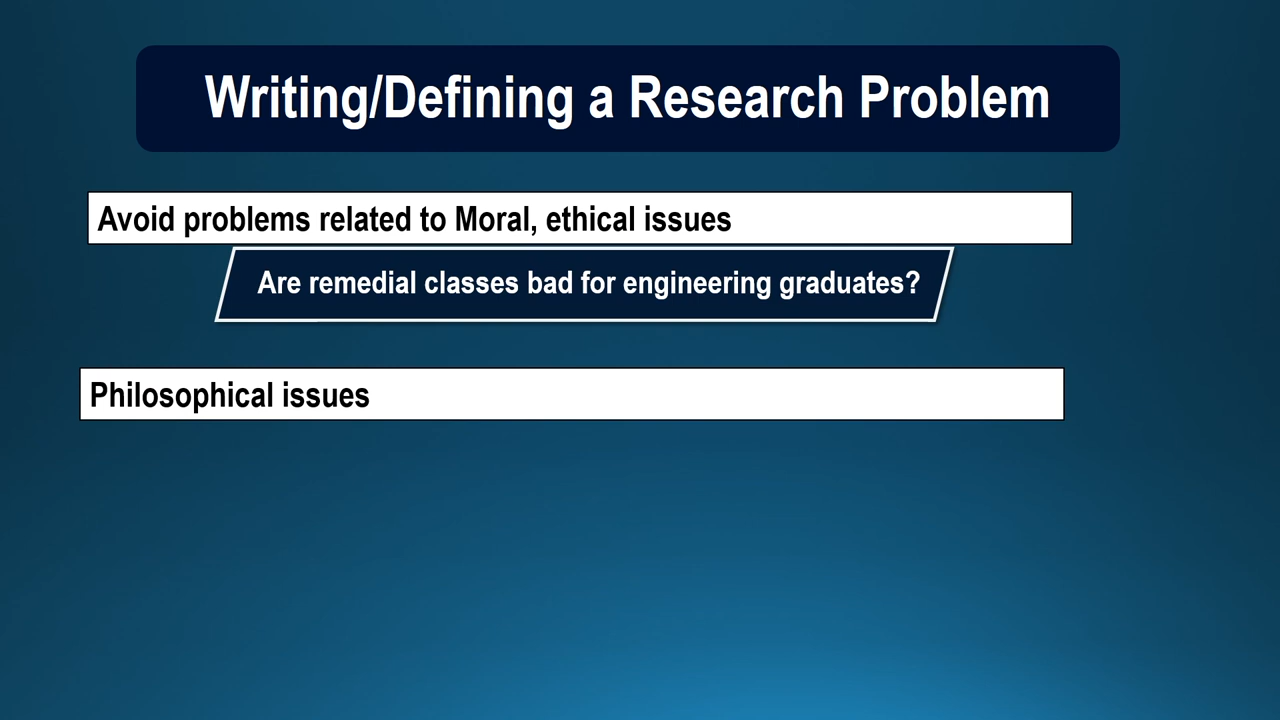 Writing/Defining a Research Problem
Avoid problems related to Moral, ethical issues
Are remedial classes bad for engineering graduates?
Philosophical issues